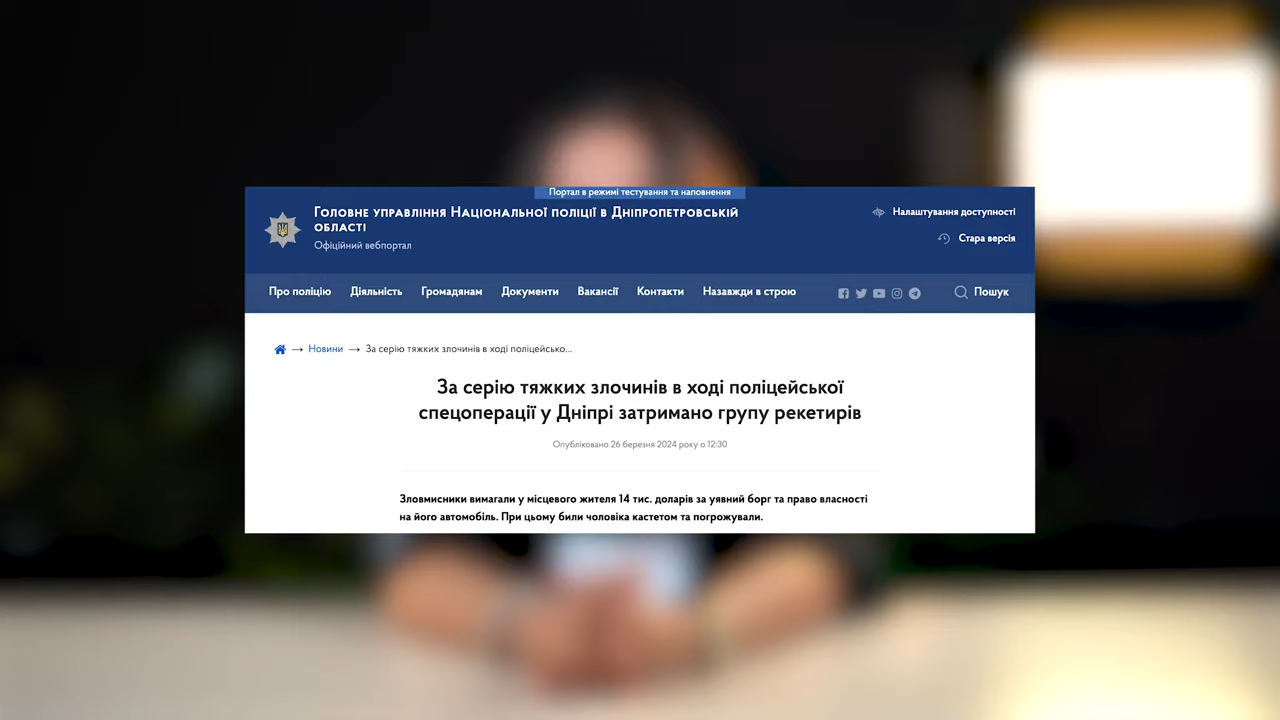 Портал в режимі тестування та наповнення
Головне управління Національної поліції в Дніпропетровській
області
Офіційний вебпортал
Налаштування доступності
Стара версія
Про поліцію Діяльність Громадянам Документи Вакансії Контакти Назавжди в строю Пошук
Новини → За серію тяжких злочинів в ході поліцейсько...
За серію тяжких злочинів в ході поліцейської
спецоперації у Дніпрі затримано групу рекетирів
Опубліковано 26 березня 2024 року о 12:30
Зловмисники вимагали у місцевого жителя 14 тис. доларів за уявний борг та право власності
на його автомобіль. При цьому били чоловіка кастетом та погрожували.